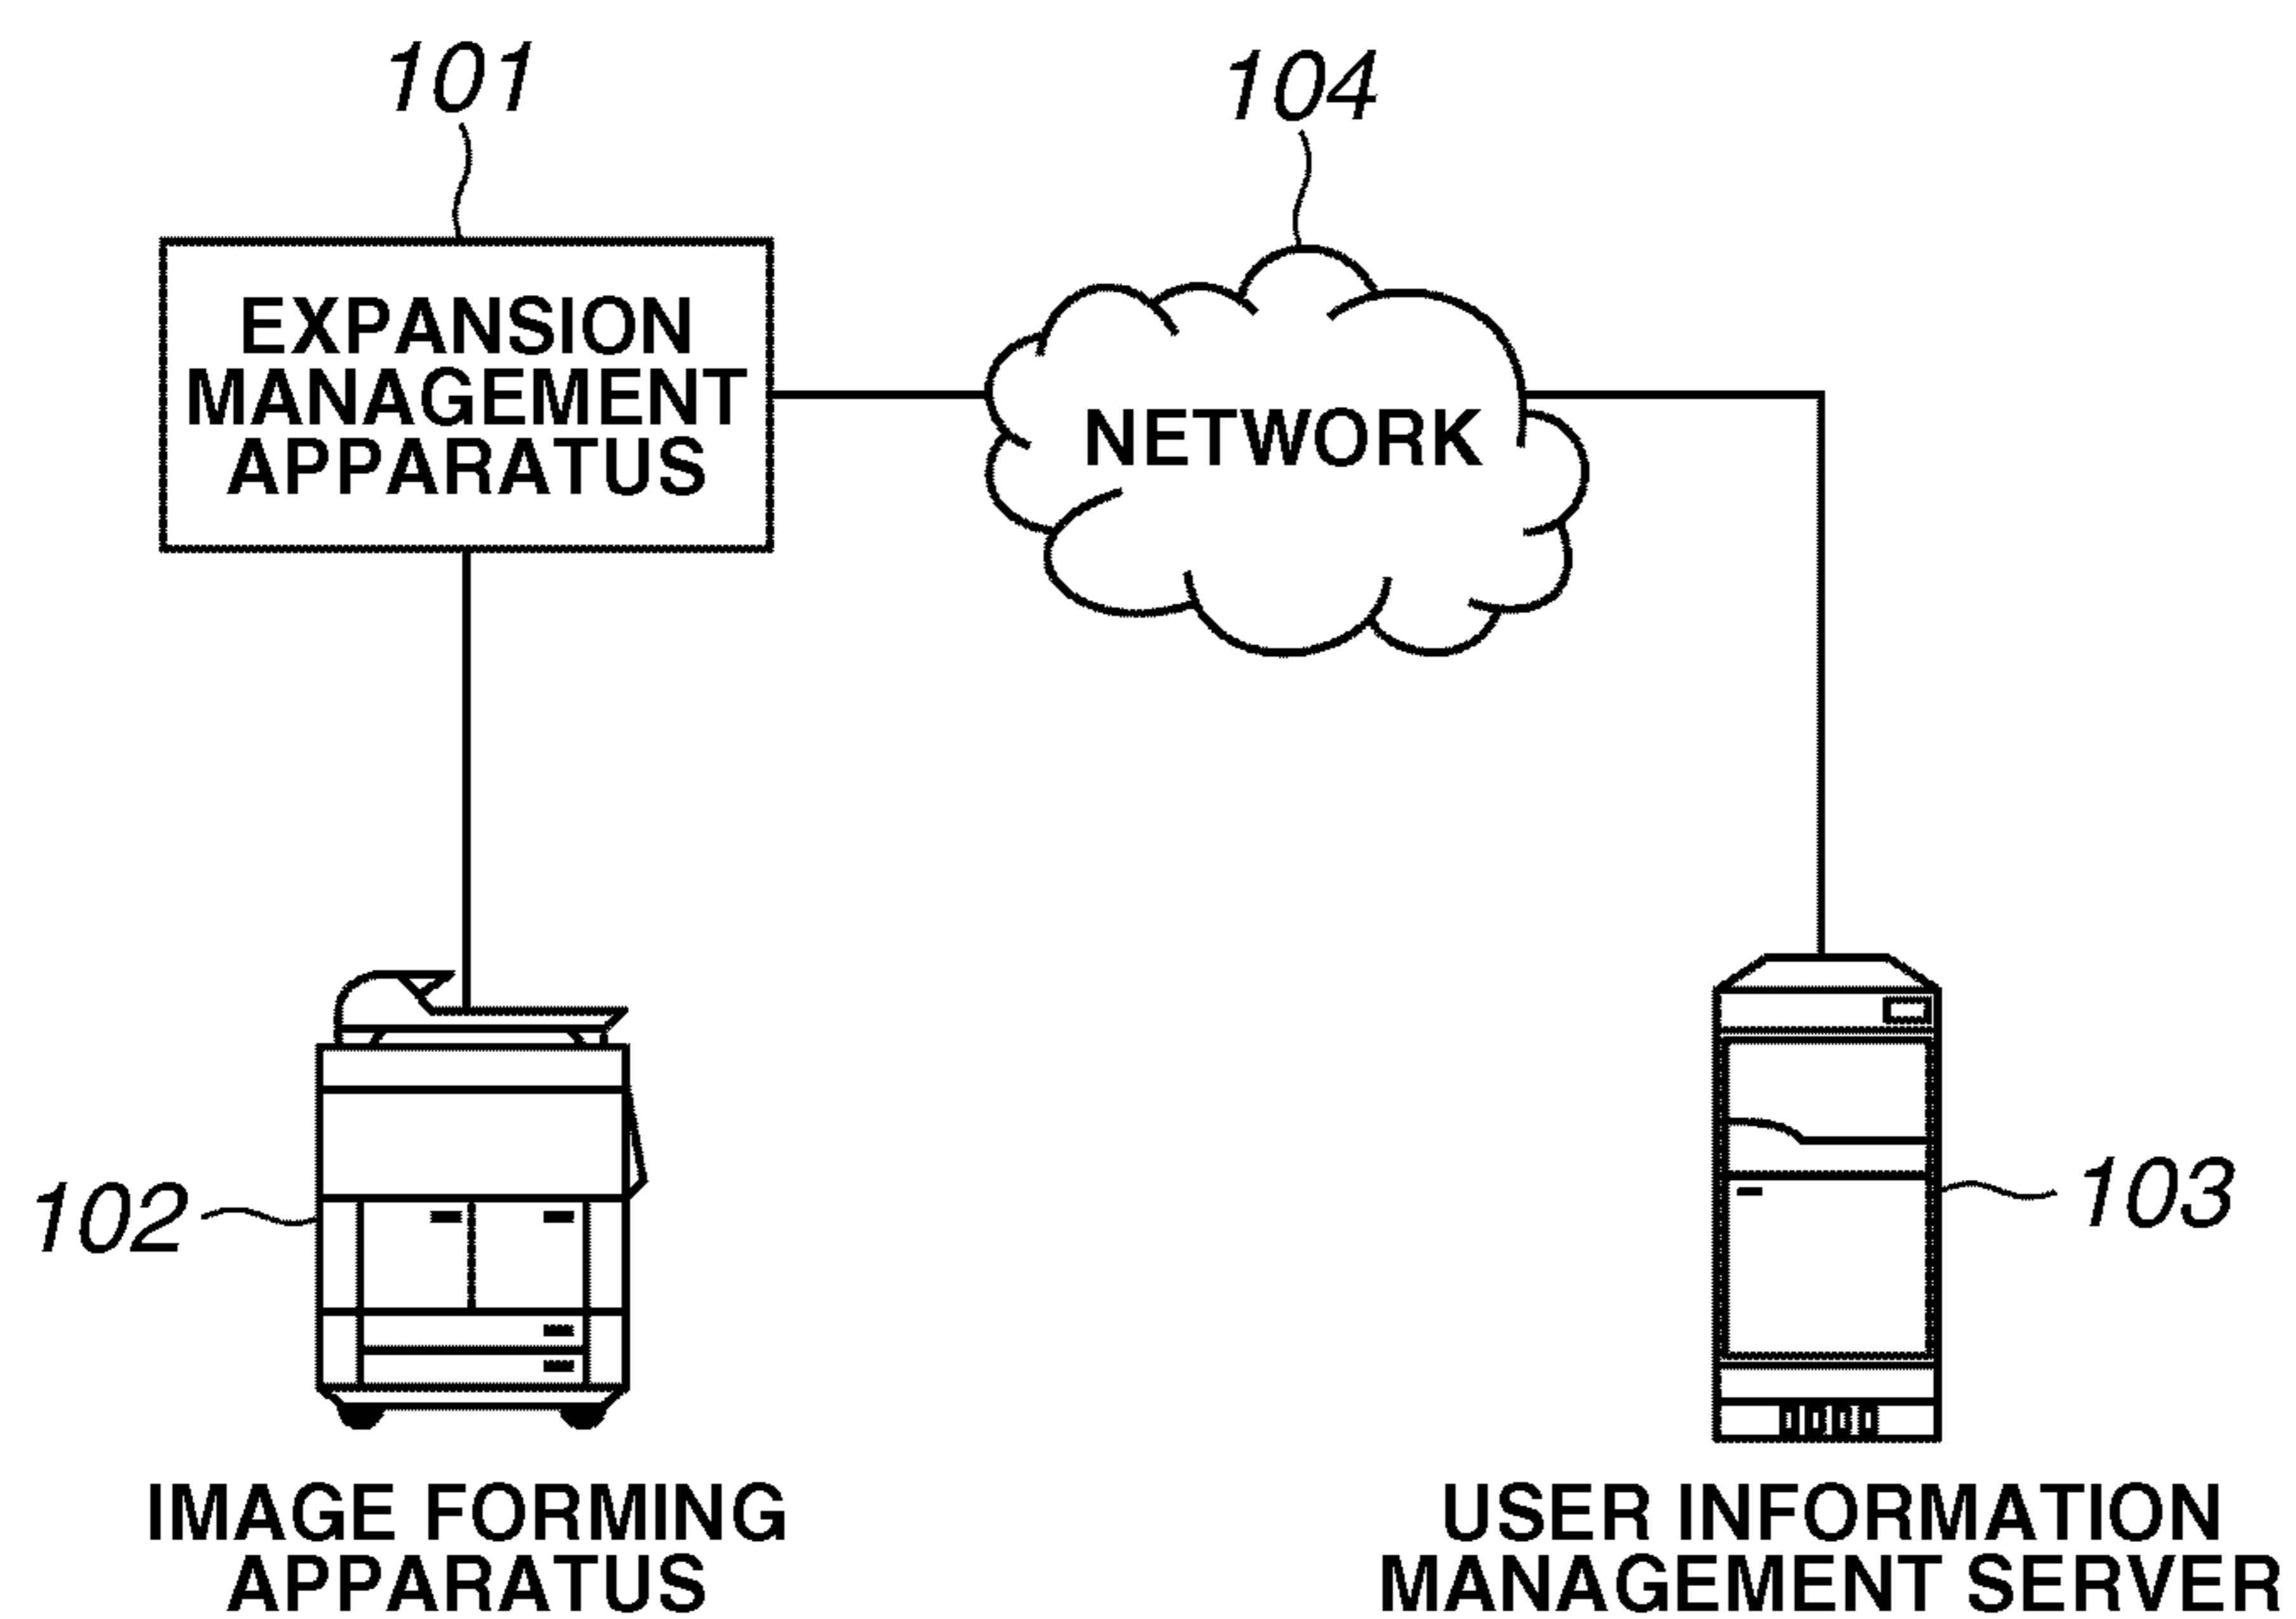 101
104
EXPANSION
MANAGEMENT
APPARATUS
NETWORK
102
103
IMAGE FORMING
APPARATUS
USER INFORMATION
MANAGEMENT SERVER